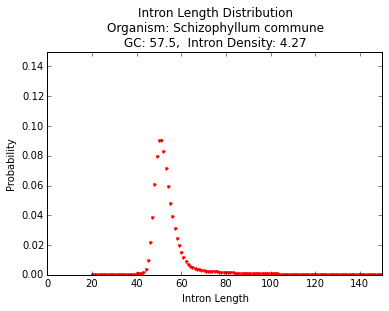 Intron Length Distribution
Organism: Schizophyllum commune
GC: 57.5,  Intron Density: 4.27
0.14
0.12
0.10
0.08
0.06
0.04
0.02
0.00
Probability
0 20 40 60 80 100 120 140
Intron Length